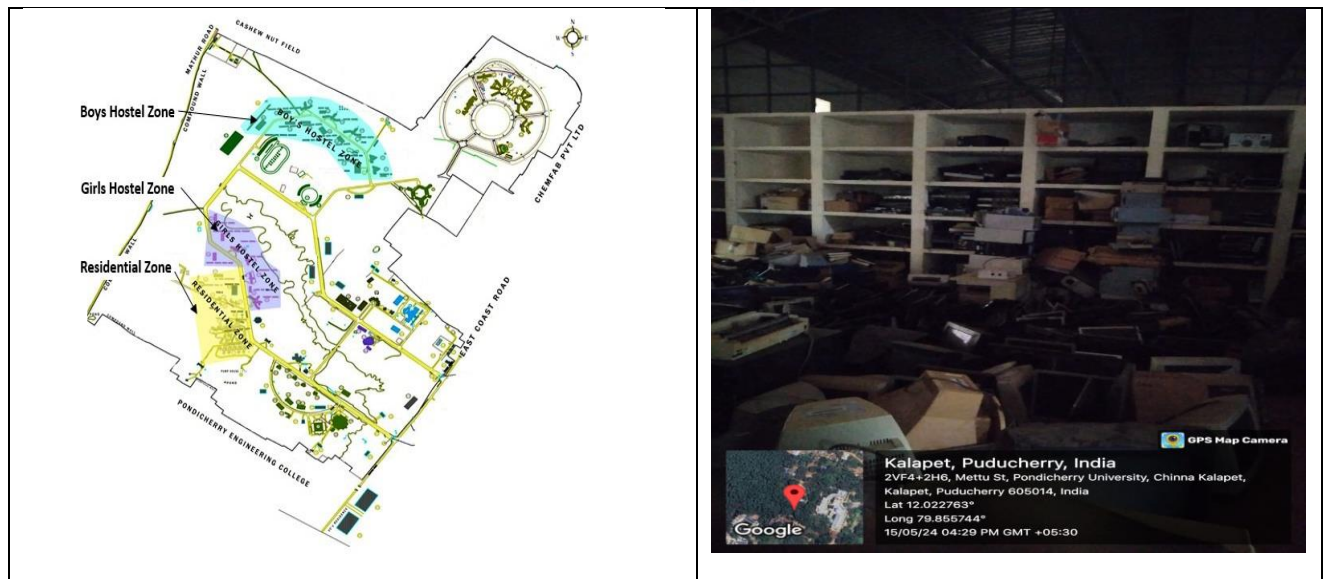 CASHEW NUT FIELD
MATHUR ROAD
COMPOUND WALL
N
W E
S
Boys Hostel Zone
BOY'S HOSTEL ZONE
CHEMFAB PVT LTD
Girls Hostel Zone
GIRLS HOSTEL ZONE
Residential Zone
WALL
RESIDENTIAL ZONE
EAST COAST ROAD
PONDICHERRY ENGINEERING COLLEGE
GPS Map Camera
Kalapet, Puducherry, India
2VF4+2H6, Mettu St, Pondicherry University, Chinna Kalapet,
Kalapet, Puducherry 605014, India
Lat 12.022763°
Long 79.855744°
15/05/24 04:29 PM GMT +05:30
Google